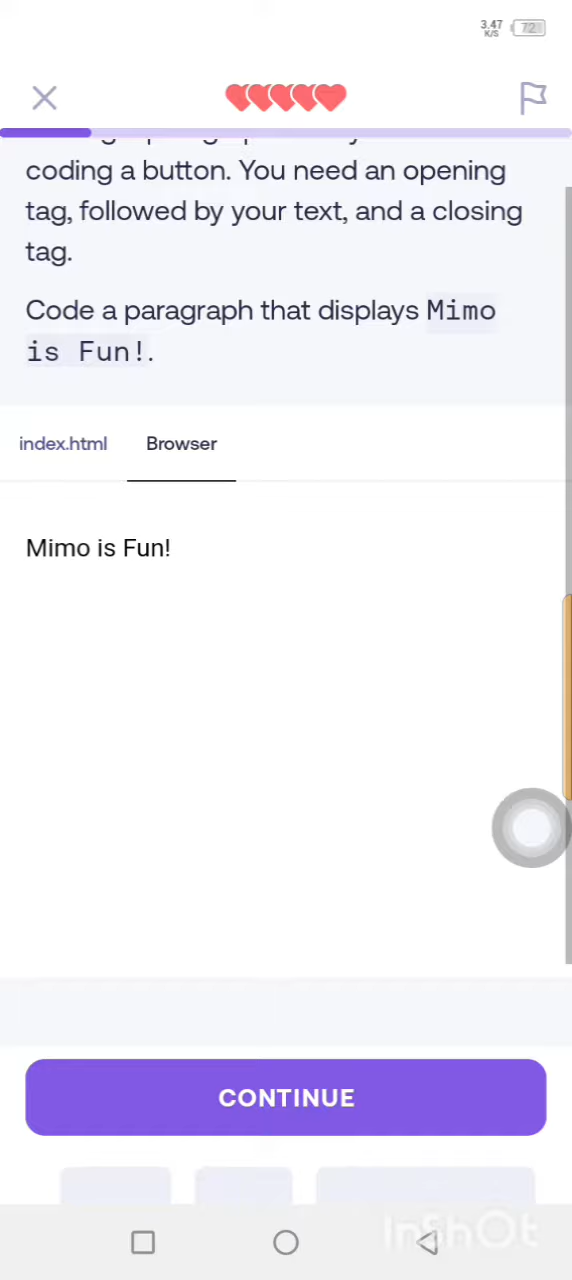 3.47
K/S
72
coding a button. You need an opening
tag, followed by your text, and a closing
tag.
Code a paragraph that displays Mimo
is Fun!.
index.html
Browser
Mimo is Fun!
CONTINUE
InShOt